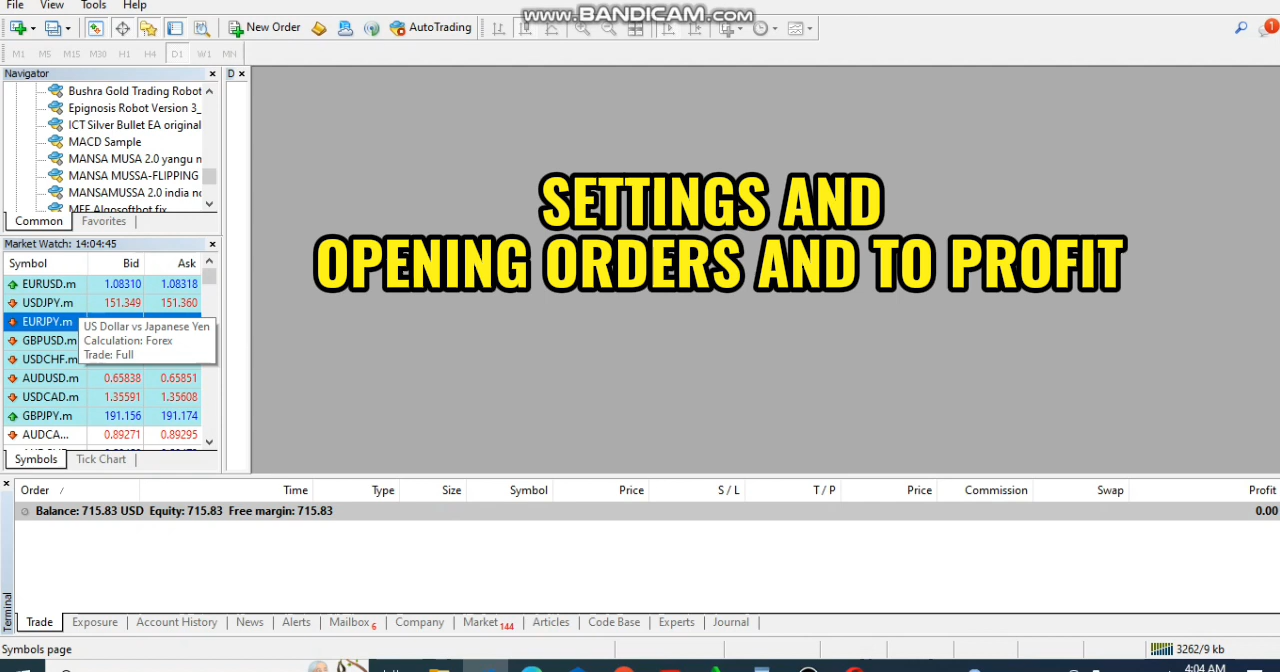 File View Tools Help
www.BANDICAM.com
New Order AutoTrading 1
M1 M5 M15 M30 H1 H4 D1 W1 MN
Navigator
D
Bushra Gold Trading Robot
Epignosis Robot Version 3_
ICT Silver Bullet EA original
MACD Sample
MANSA MUSA 2.0 yangu n
MANSA MUSSA-FLIPPING
MANSAMUSSA 2.0 india no
MFF Algosoftbot fix
Common Favorites
SETTINGS AND
OPENING ORDERS AND TO PROFIT
Market Watch: 14:04:45
Symbol Bid Ask
EURUSD.m 1.08310 1.08318
USDJPY.m 151.349 151.360
EURJPY.m
GBPUSD.m
USDCHF.m
US Dollar vs Japanese Yen
Calculation: Forex
Trade: Full
AUDUSD.m 0.65838 0.65851
USDCAD.m 1.35591 1.35608
GBPJPY.m 191.156 191.174
AUDCA... 0.89271 0.89295
Symbols Tick Chart
Order / Time Type Size Symbol Price S / L T / P Price Commission Swap Profit
Balance: 715.83 USD Equity: 715.83 Free margin: 715.83 0.00
Terminal
Trade Exposure Account History News Alerts Mailbox 6 Company Market 144 Articles Code Base Experts Journal
Symbols page 3262/9 kb
4:04 AM